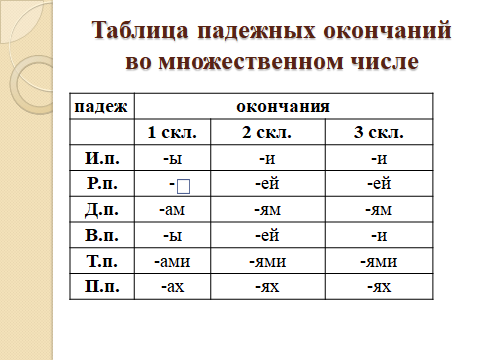 Таблица падежных окончаний
во множественном числе
падеж окончания
1 скл. 2 скл. 3 скл.
И.п. -ы -и -и
Р.п. -□ -ей -ей
Д.п. -ам -ям -ям
В.п. -ы -ей -и
Т.п. -ами -ями -ями
П.п. -ах -ях -ях